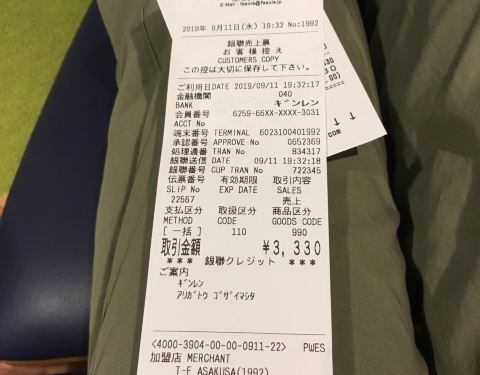 E-Mail : fasola@fasola.jp
2019年 9月11日(水) 19:32 No:1992
銀聯売上票
お客様控え
CUSTOMERS COPY
この控は大切に保存して下さい。
ご利用日DATE 2019/09/11 19:32:17
金融機関 040
BANK ｷﾞﾝﾚﾝ
会員番号 6259-66XX-XXXX-3031
ACCT No
端末番号 TERMINAL 6023100401992
承認番号 APPROVE No 0652369
処理通番 TRAN No 834317
銀聯送信 DATE 09/11 19:32:18
銀聯番号 CUP TRAN No 722345
伝票番号 有効期限 取引内容
SLIP No EXP DATE SALES
22567 売上
支払区分 取扱区分 商品区分
METHOD CODE GOODS CODE
[ 一括 ] 110 990
取引金額 ¥3,330
*** 銀聯クレジット ***
ご案内
ｷﾞﾝﾚﾝ
ｱﾘｶﾞﾄｳ ｺﾞｻﾞｲﾏｼﾀ
<4000-3904-00-00-0911-22> PWES
加盟店 MERCHANT
T-F ASAKUSA(1992)